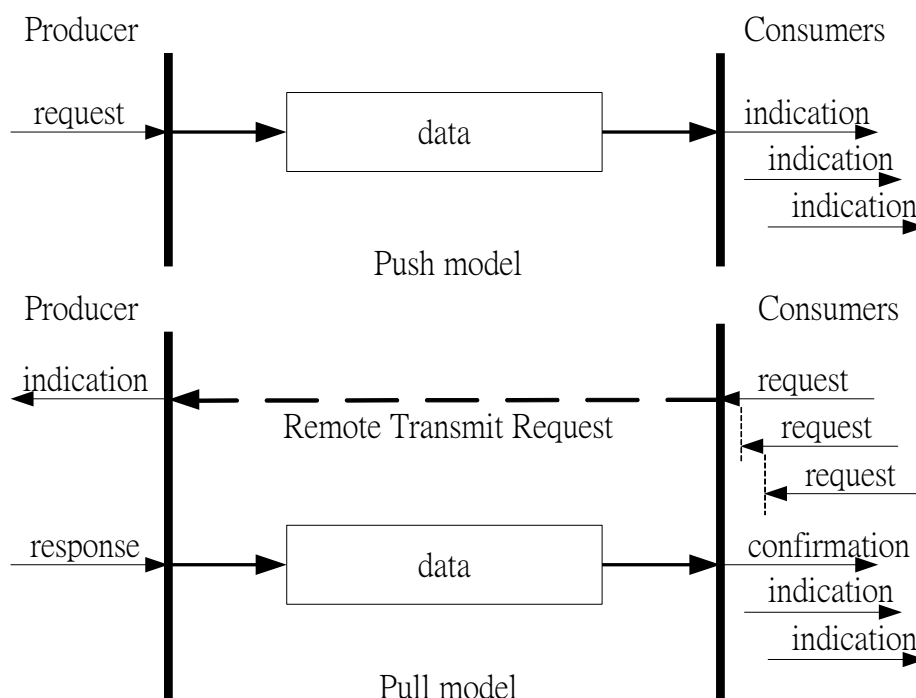 Producer
Consumers
request
data
indication
indication
indication
Push model
Producer
Consumers
indication
request
Remote Transmit Request
request
request
response
data
confirmation
indication
indication
Pull model